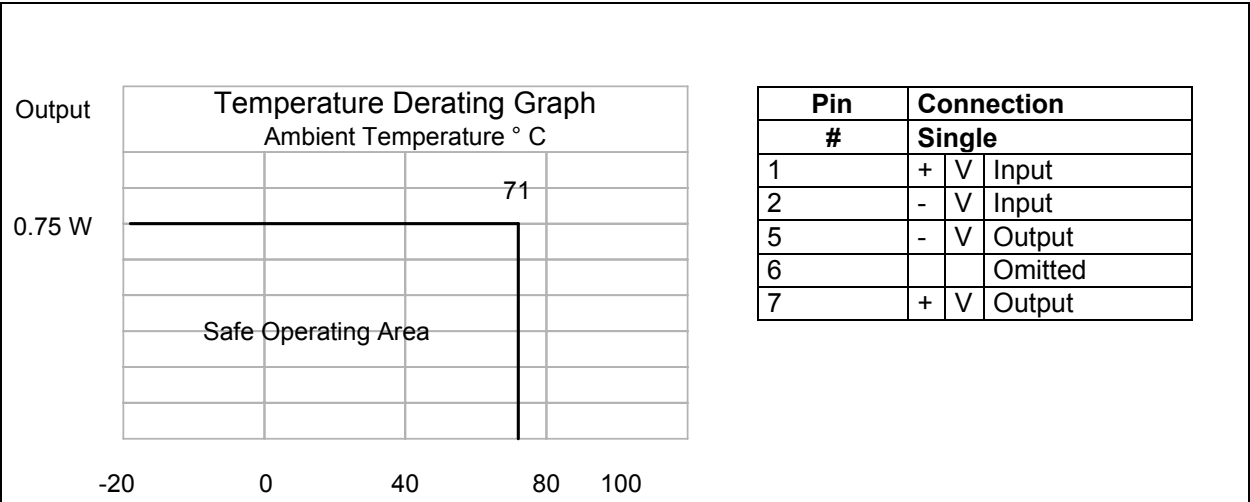 Output
Temperature Derating Graph
Ambient Temperature ° C
71
0.75 W
Safe Operating Area
-20 0 40 80 100
Pin Connection
# Single
1 + V Input
2 - V Input
5 - V Output
6 Omitted
7 + V Output